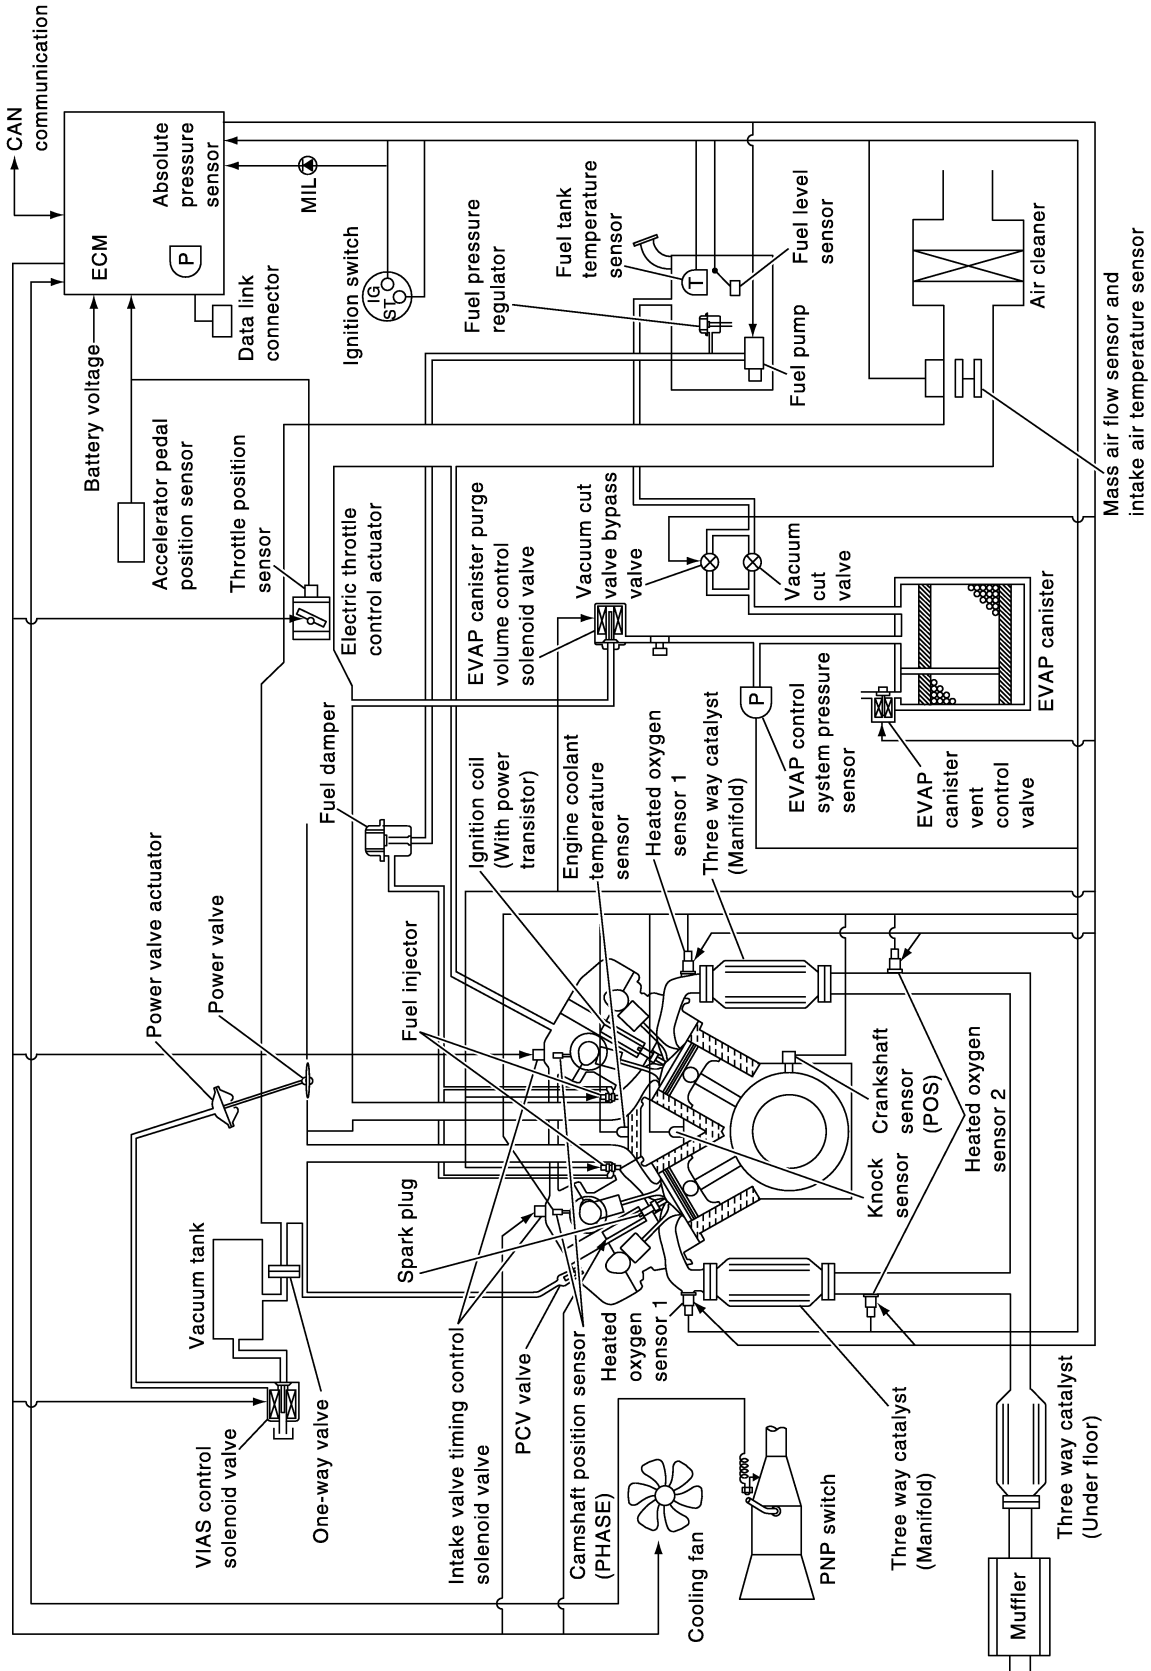 CAN
communication
ECM
Absolute
pressure
sensor
P
MIL
Battery voltage
Data link
connector
Ignition switch
IG
ST
Accelerator pedal
position sensor
Throttle position
sensor
Electric throttle
control actuator
Fuel pressure
regulator
Fuel tank
temperature
sensor
T
Fuel level
sensor
Fuel pump
Air cleaner
Mass air flow sensor and
intake air temperature sensor
EVAP canister purge
volume control
solenoid valve
Vacuum cut
valve bypass
valve
Vacuum
cut
valve
EVAP canister
P
EVAP control
system pressure
sensor
EVAP
canister
vent
control
valve
Power valve actuator
Power valve
Fuel damper
Fuel injector
Ignition coil
(With power
transistor)
Engine coolant
temperature
sensor
Heated oxygen
sensor 1
Three way catalyst
(Manifold)
Crankshaft
sensor
(POS)
Knock
sensor
Heated oxygen
sensor 2
Vacuum tank
VIAS control
solenoid valve
One-way valve
Spark plug
Intake valve timing control
solenoid valve
PCV valve
Camshaft position sensor
(PHASE)
Heated
oxygen
sensor 1
Cooling fan
PNP switch
Three way catalyst
(Manifold)
Three way catalyst
(Under floor)
Muffler